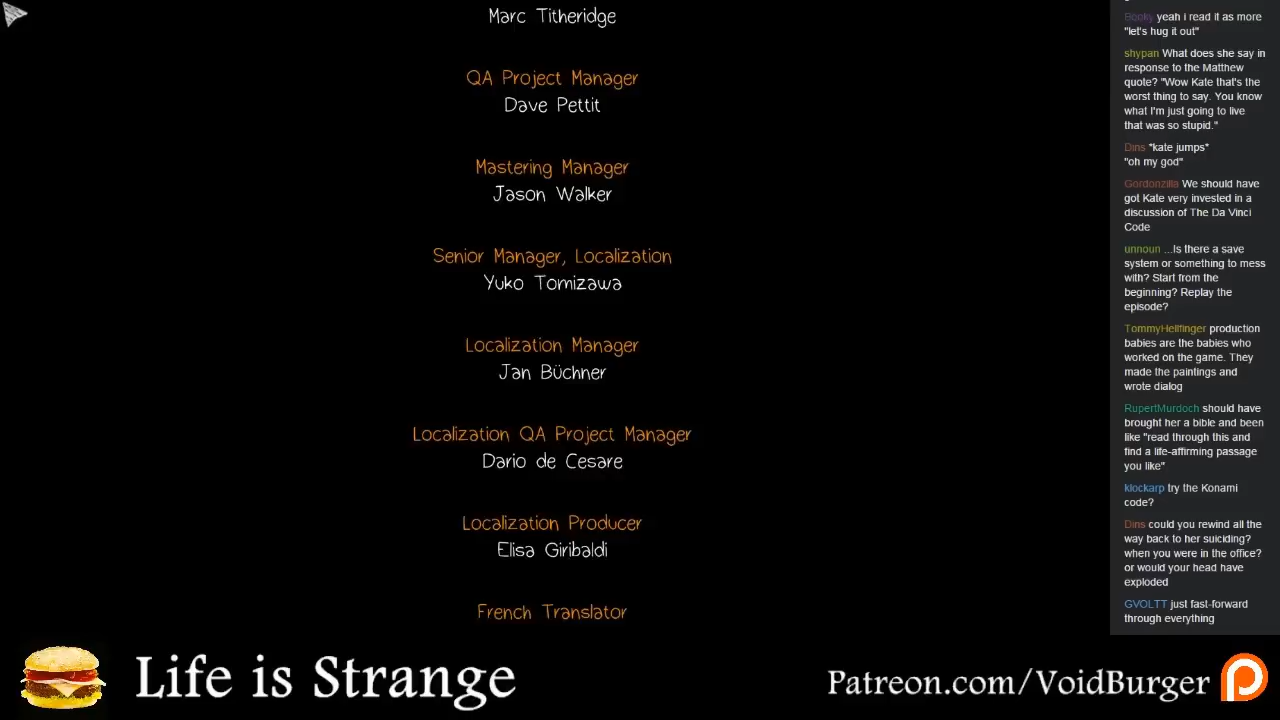 Marc Titheridge
QA Project Manager
Dave Pettit
Mastering Manager
Jason Walker
Senior Manager, Localization
Yuko Tomizawa
Localization Manager
Jan Büchner
Localization QA Project Manager
Dario de Cesare
Localization Producer
Elisa Giribaldi
French Translator
Booky yeah i read it as more
"let's hug it out"
shypan What does she say in
response to the Matthew
quote? "Wow Kate that's the
worst thing to say. You know
what I'm just going to live
that was so stupid."
Dins *kate jumps*
"oh my god"
Gordonzilla We should have
got Kate very invested in a
discussion of The Da Vinci
Code
unnoun ...Is there a save
system or something to mess
with? Start from the
beginning? Replay the
episode?
TommyHellfinger production
babies are the babies who
worked on the game. They
made the paintings and
wrote dialog
RupertMurdoch should have
brought her a bible and been
like "read through this and
find a life-affirming passage
you like"
klockarp try the Konami
code?
Dins could you rewind all the
way back to her suiciding?
when you were in the office?
or would your head have
exploded
GVOLTT just fast-forward
through everything
Life is Strange
Patreon.com/VoidBurger